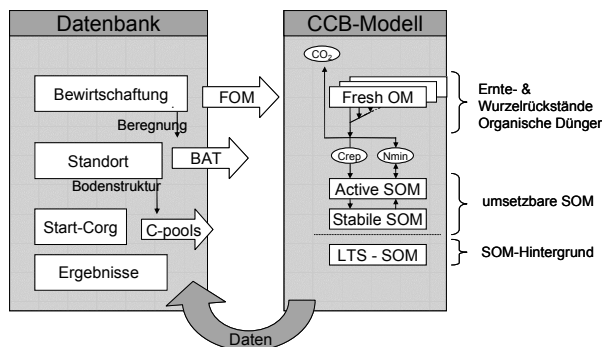 Datenbank
Bewirtschaftung
Beregnung
Standort
Bodenstruktur
Start-Corg
Ergebnisse
FOM
BAT
C-pools
CCB-Modell
CO2
Fresh OM
Crep
Nmin
Active SOM
Stabile SOM
LTS - SOM
Ernte- &
Wurzelrückstände
Organische Dünger
umsetzbare SOM
SOM-Hintergrund
Daten